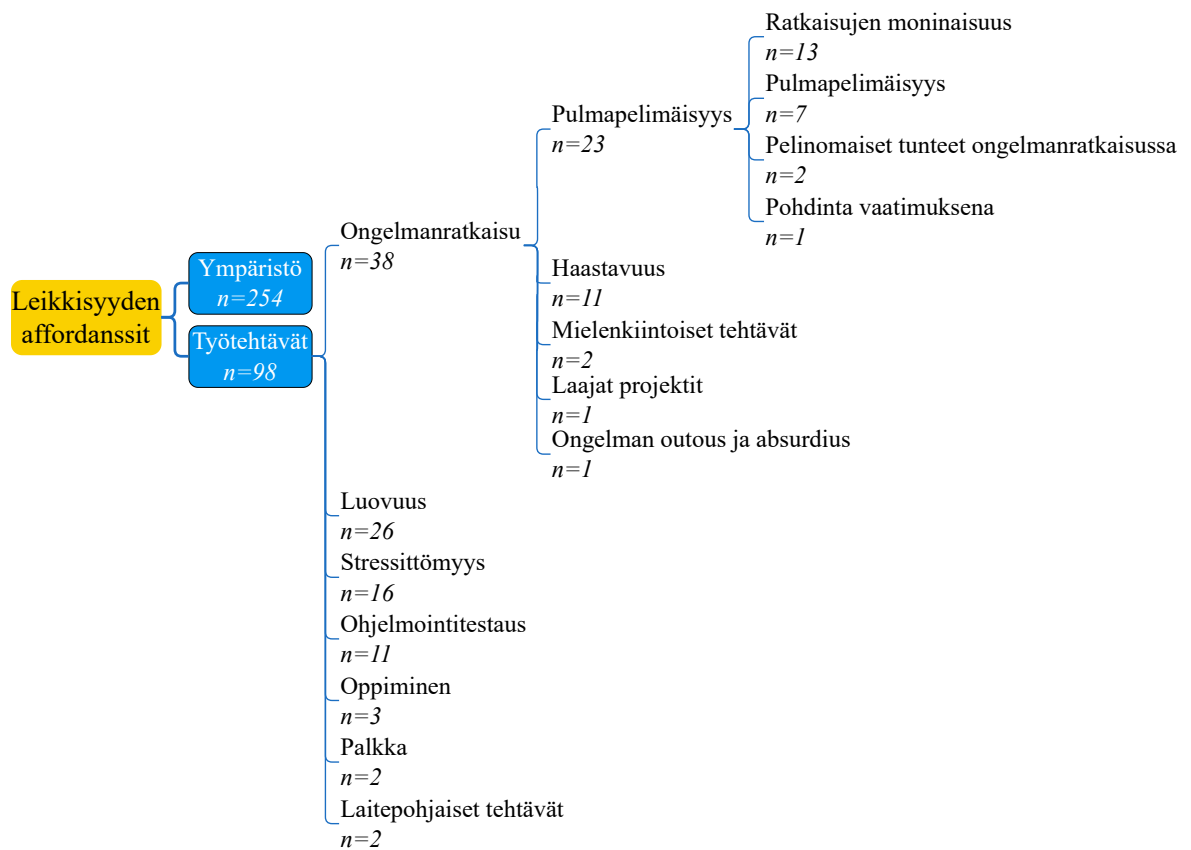 Leikkisyyden
affordanssit
Ympäristö
n=254
Työtehtävät
n=98
Ongelmanratkaisu
n=38
Pulmapelimäisyys
n=23
Ratkaisujen moninaisuus
n=13
Pulmapelimäisyys
n=7
Pelinomaiset tunteet ongelmanratkaisussa
n=2
Pohdinta vaatimuksena
n=1
Haastavuus
n=11
Mielenkiintoiset tehtävät
n=2
Laajat projektit
n=1
Ongelman outous ja absurdius
n=1
Luovuus
n=26
Stressittömyys
n=16
Ohjelmointitestaus
n=11
Oppiminen
n=3
Palkka
n=2
Laitepohjaiset tehtävät
n=2